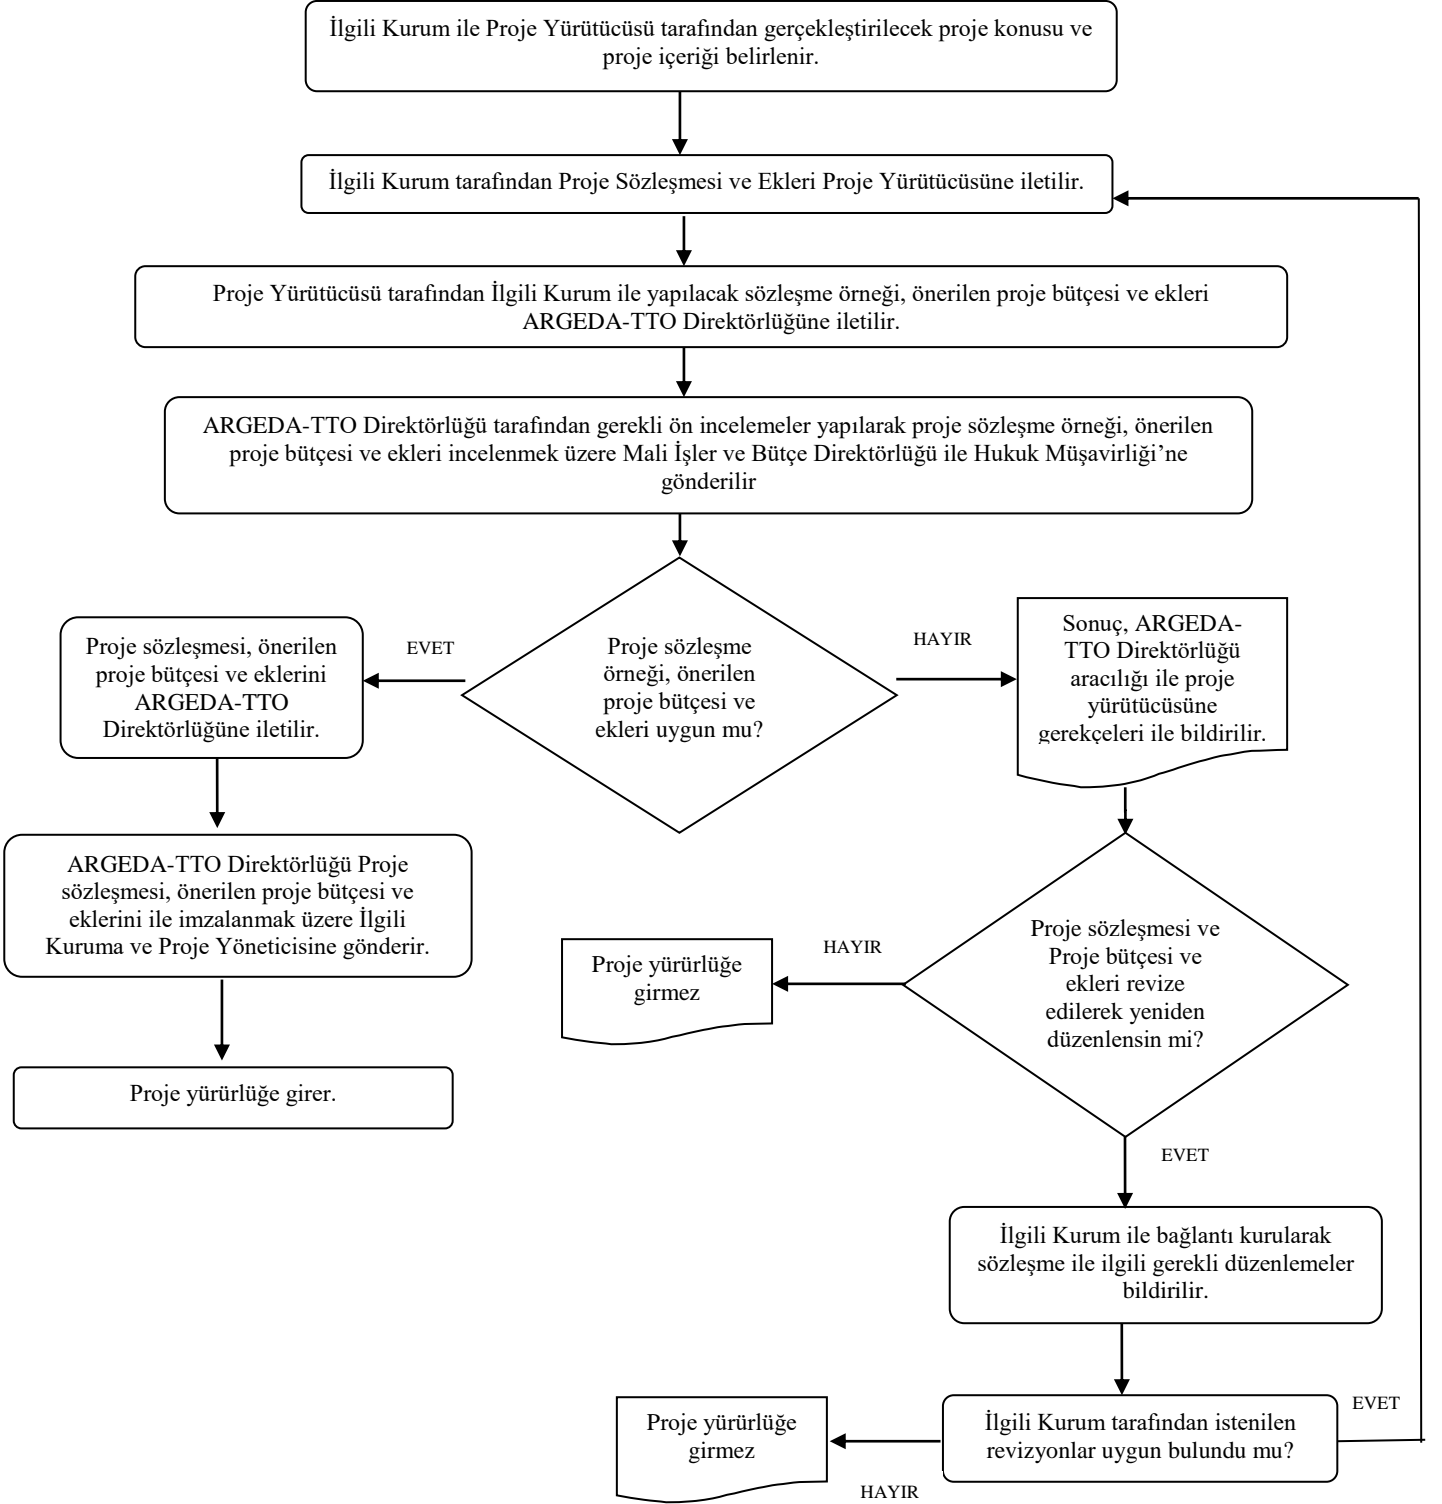 İlgili Kurum ile Proje Yürütücüsü tarafından gerçekleştirilecek proje konusu ve
proje içeriği belirlenir.
İlgili Kurum tarafından Proje Sözleşmesi ve Ekleri Proje Yürütücüsüne iletilir.
Proje Yürütücüsü tarafından İlgili Kurum ile yapılacak sözleşme örneği, önerilen proje bütçesi ve ekleri
ARGEDA-TTO Direktörlüğüne iletilir.
ARGEDA-TTO Direktörlüğü tarafından gerekli ön incelemeler yapılarak proje sözleşme örneği, önerilen
proje bütçesi ve ekleri incelenmek üzere Mali İşler ve Bütçe Direktörlüğü ile Hukuk Müşavirliği’ne
gönderilir
Proje sözleşme
örneği, önerilen
proje bütçesi ve
ekleri uygun mu?
EVET
Proje sözleşmesi, önerilen
proje bütçesi ve eklerini
ARGEDA-TTO
Direktörlüğüne iletilir.
ARGEDA-TTO Direktörlüğü Proje
sözleşmesi, önerilen proje bütçesi ve
eklerini ile imzalanmak üzere İlgili
Kuruma ve Proje Yöneticisine gönderir.
Proje yürürlüğe girer.
HAYIR
Sonuç, ARGEDA-
TTO Direktörlüğü
aracılığı ile proje
yürütücüsüne
gerekçeleri ile bildirilir.
Proje sözleşmesi ve
Proje bütçesi ve
ekleri revize
edilerek yeniden
düzenlensin mi?
HAYIR
Proje yürürlüğe
girmez
EVET
İlgili Kurum ile bağlantı kurularak
sözleşme ile ilgili gerekli düzenlemeler
bildirilir.
İlgili Kurum tarafından istenilen
revizyonlar uygun bulundu mu?
EVET
HAYIR
Proje yürürlüğe
girmez